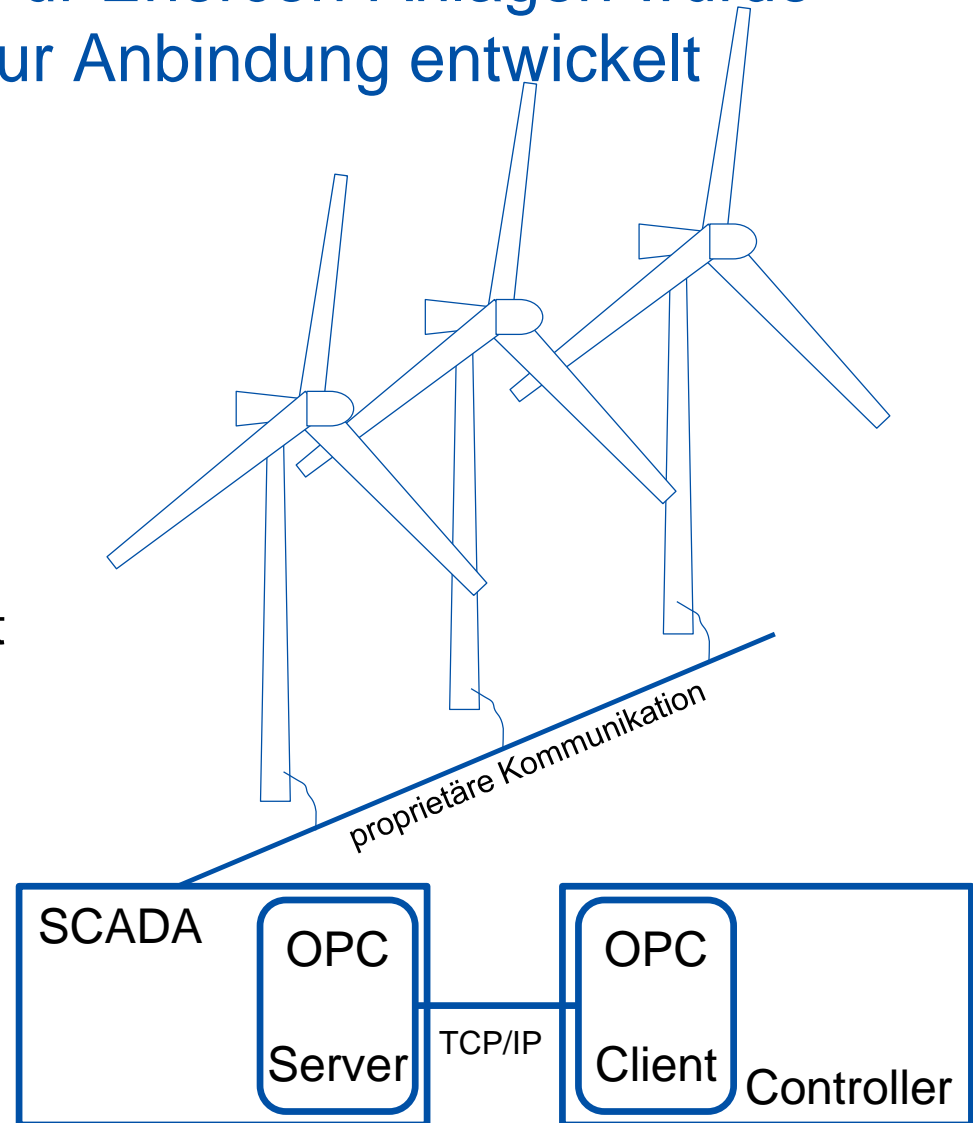 ur Anbindung entwickelt
t
proprietäre Kommunikation
SCADA
OPC
Server
TCP/IP
OPC
Client
Controller